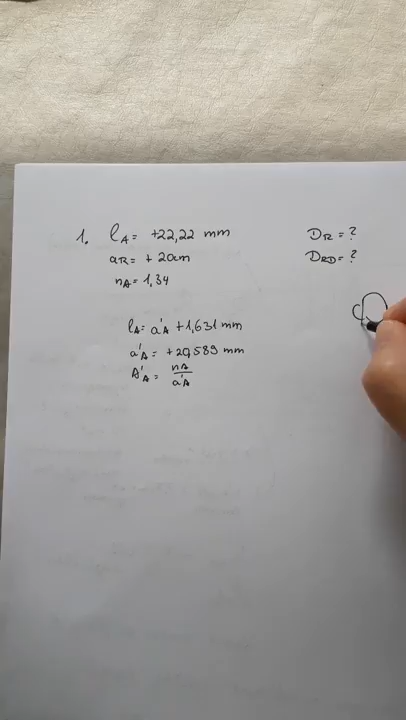 1. lA = +22,22 mm
DR = ?
aR = + 20cm
DRD = ?
nA = 1,34
lA = a'A + 1,631 mm
a'A = +20,589 mm
A'A = nA / a'A